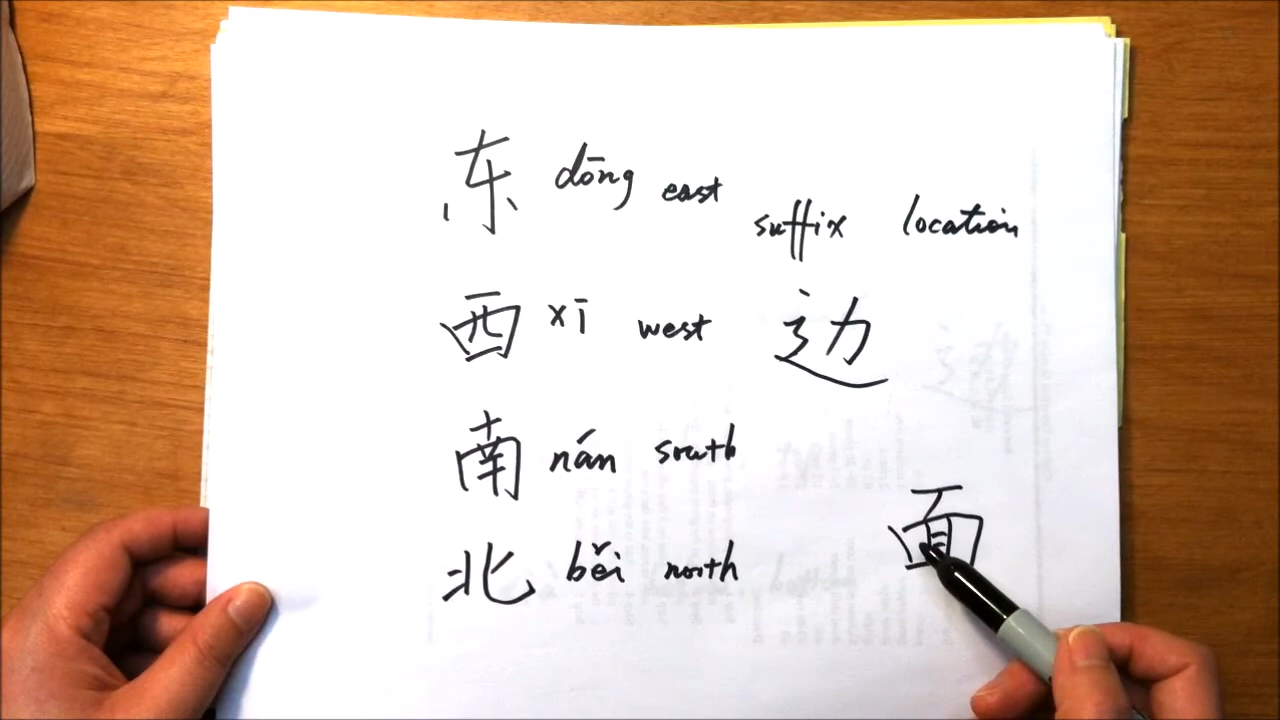 东 dōng east
suffix location
西 xī west 边
南 nán south
面
北 běi north